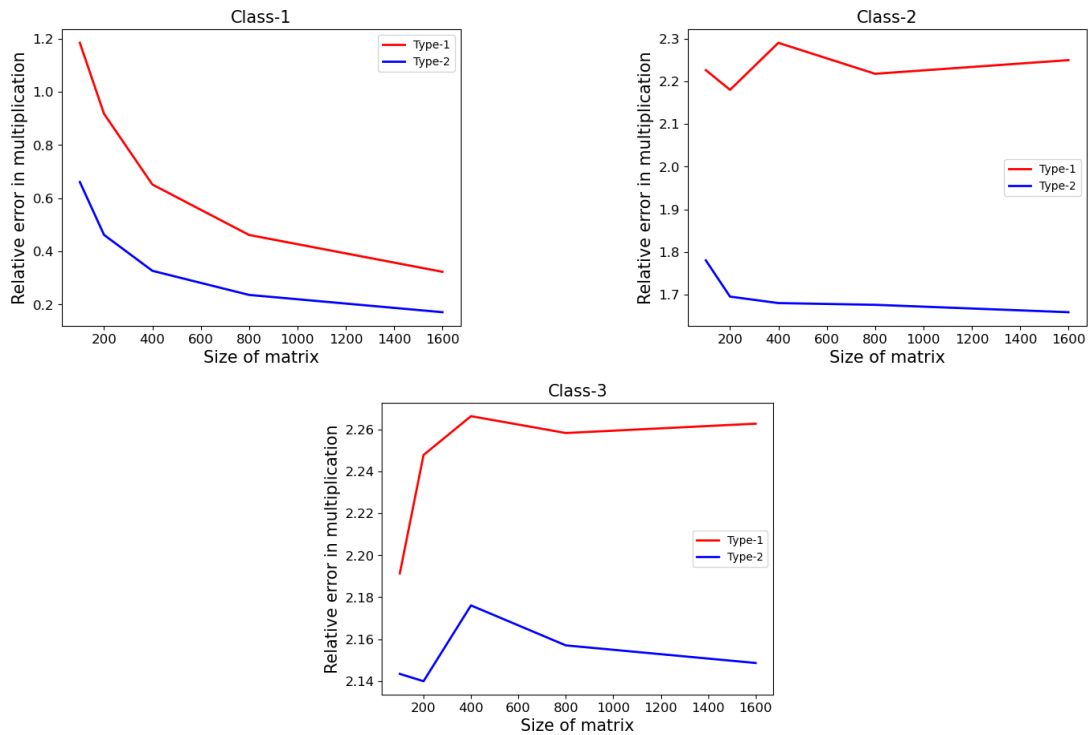 Class-1
Relative error in multiplication
1.2
1.0
0.8
0.6
0.4
0.2
Type-1
Type-2
200 400 600 800 1000 1200 1400 1600
Size of matrix
Class-2
Relative error in multiplication
2.3
2.2
2.1
2.0
1.9
1.8
1.7
Type-1
Type-2
200 400 600 800 1000 1200 1400 1600
Size of matrix
Class-3
Relative error in multiplication
2.26
2.24
2.22
2.20
2.18
2.16
2.14
Type-1
Type-2
200 400 600 800 1000 1200 1400 1600
Size of matrix